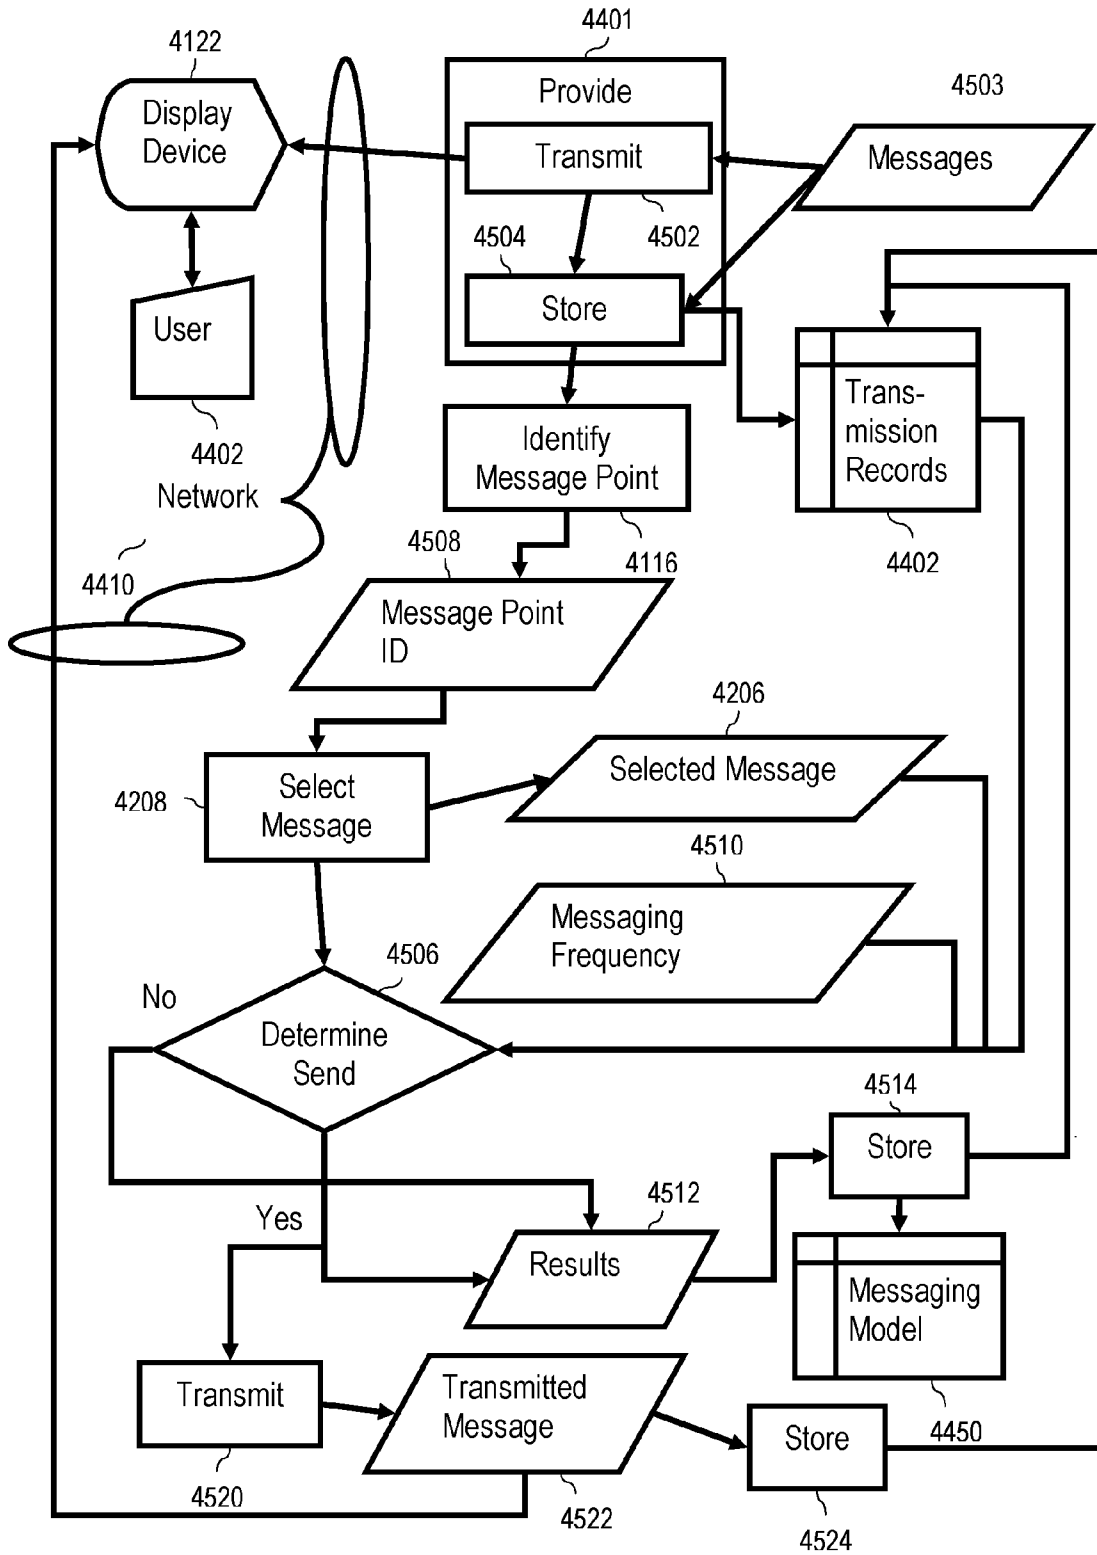 4401
4122
Provide
4503
Display
Device
Transmit
Messages
4504
4502
Store
User
4402
Trans-
mission
Records
Identify
Message Point
Network
4508
4116
4402
4410
Message Point
ID
4206
Selected Message
4208
Select
Message
4510
Messaging
Frequency
4506
No
Determine
Send
4514
Store
4512
Yes
Results
Messaging
Model
Transmit
Transmitted
Message
Store
4450
4520
4522
4524